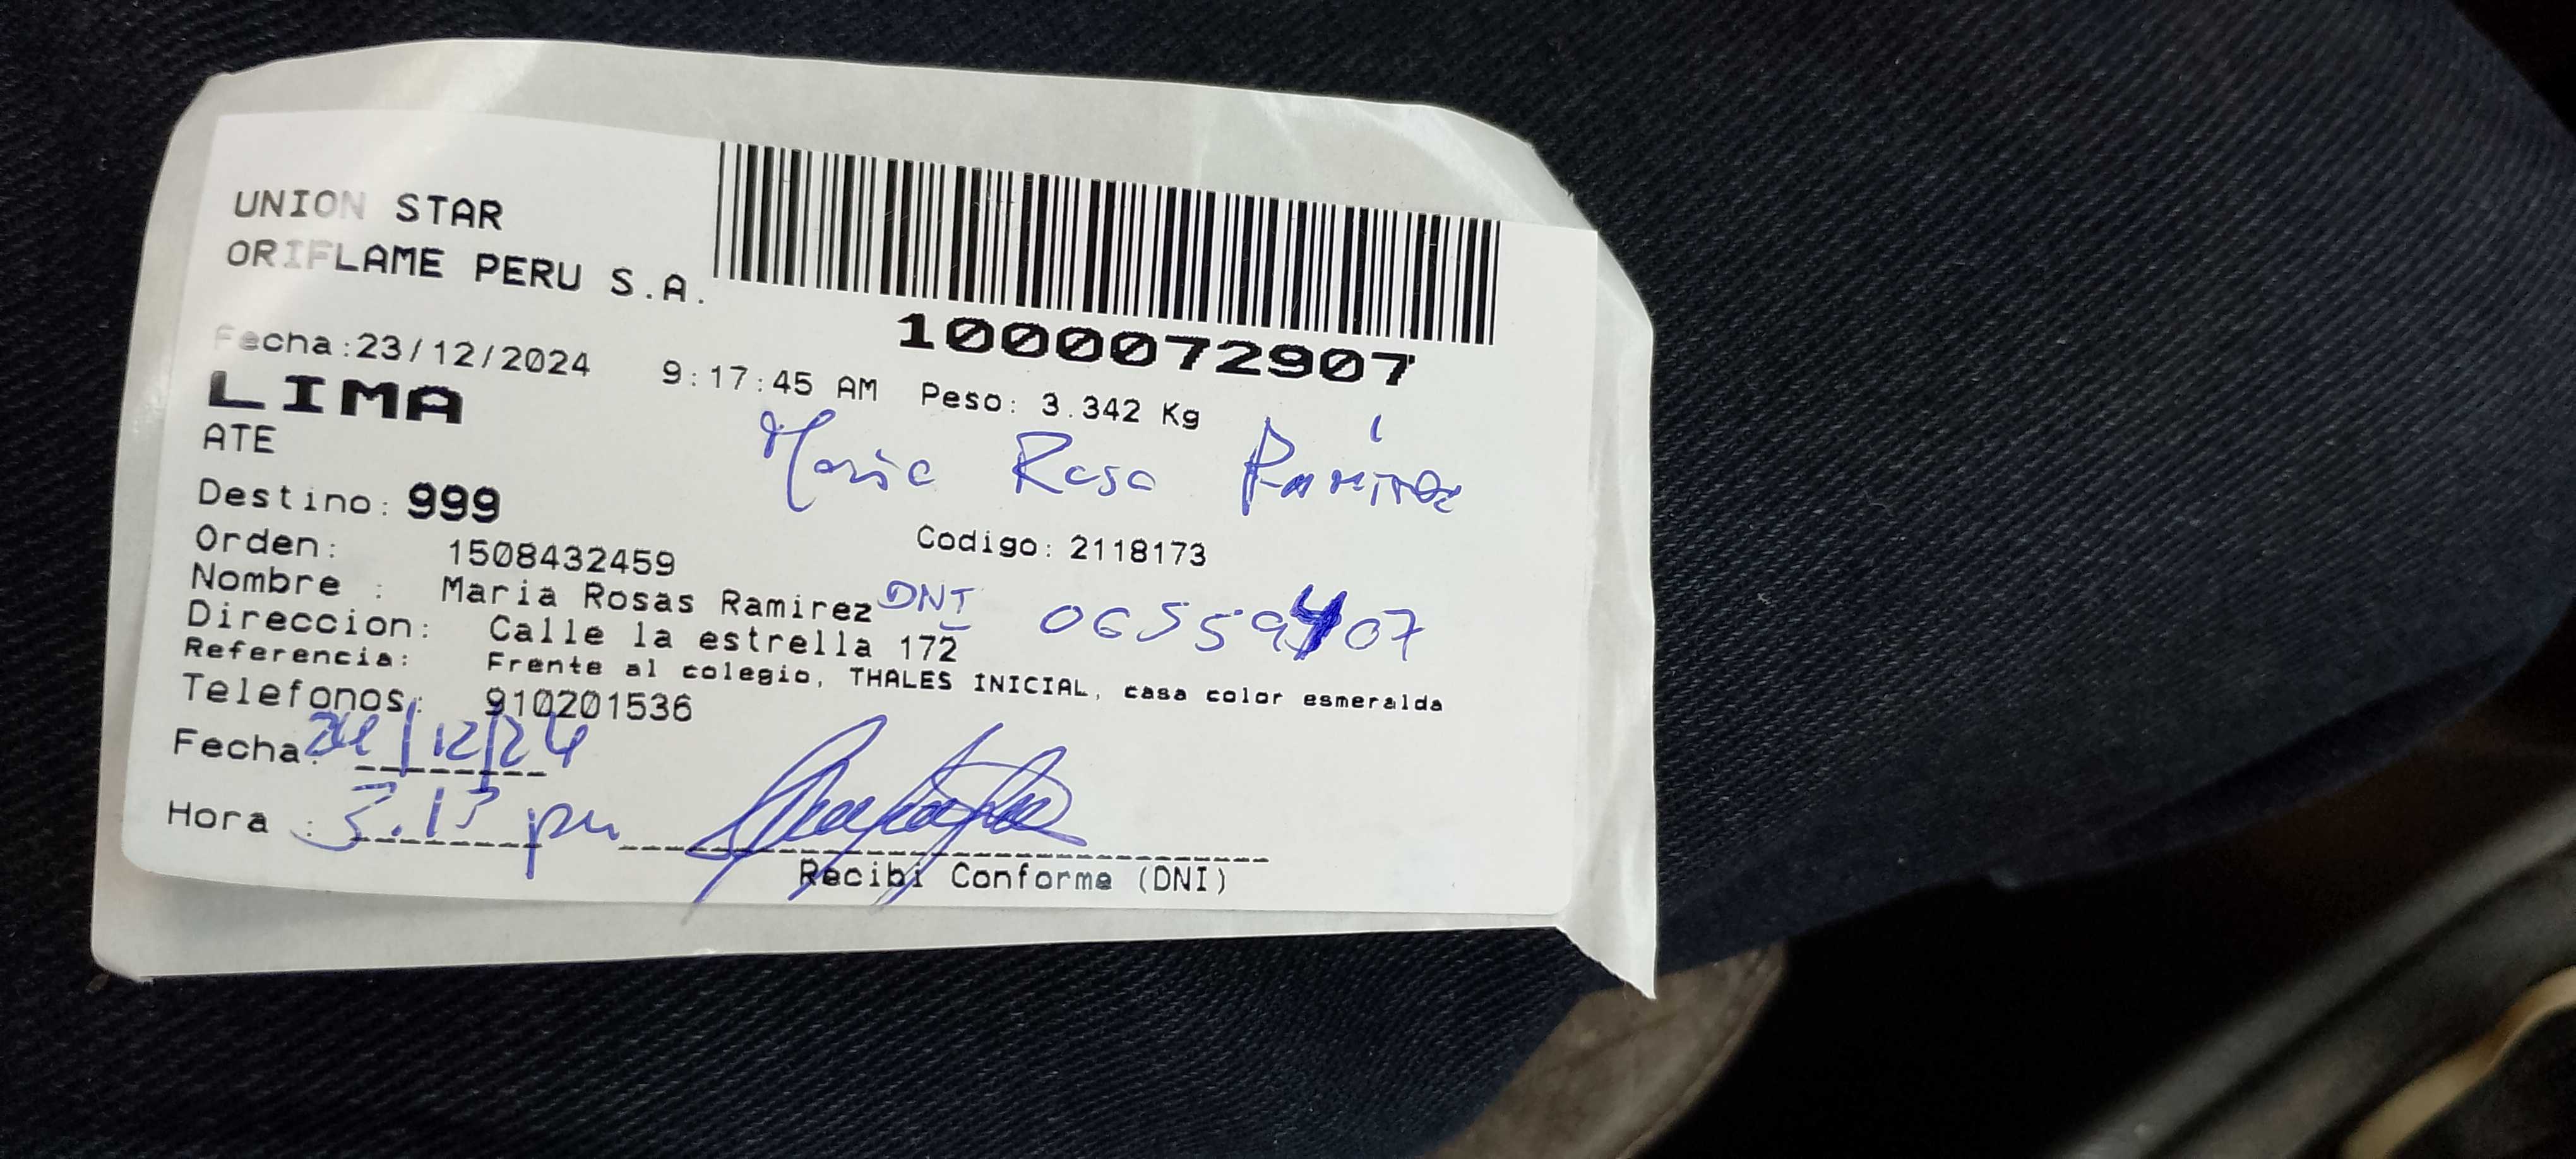 UNION STAR
ORIFLAME PERU S.A.
1000072907
Fecha:23/12/2024 9:17:45 AM Peso: 3.342 Kg
LIMA
ATE
Maria Rosa Ramirez
Destino: 999
Orden: 1508432459 Codigo: 2118173
Nombre : Maria Rosas Ramirez DNI 06559407
Direccion: Calle la estrella 172
Referencia: Frente al colegio, THALES INICIAL, casa color esmeralda
Telefonos: 910201536
Fecha: 24/12/24
Hora : 3.13 pm
Recibi Conforme (DNI)